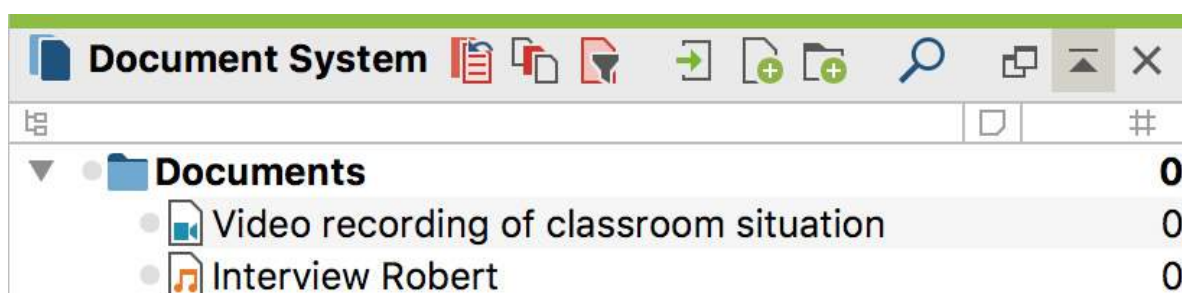 Document System
#
Documents 0
Video recording of classroom situation 0
Interview Robert 0